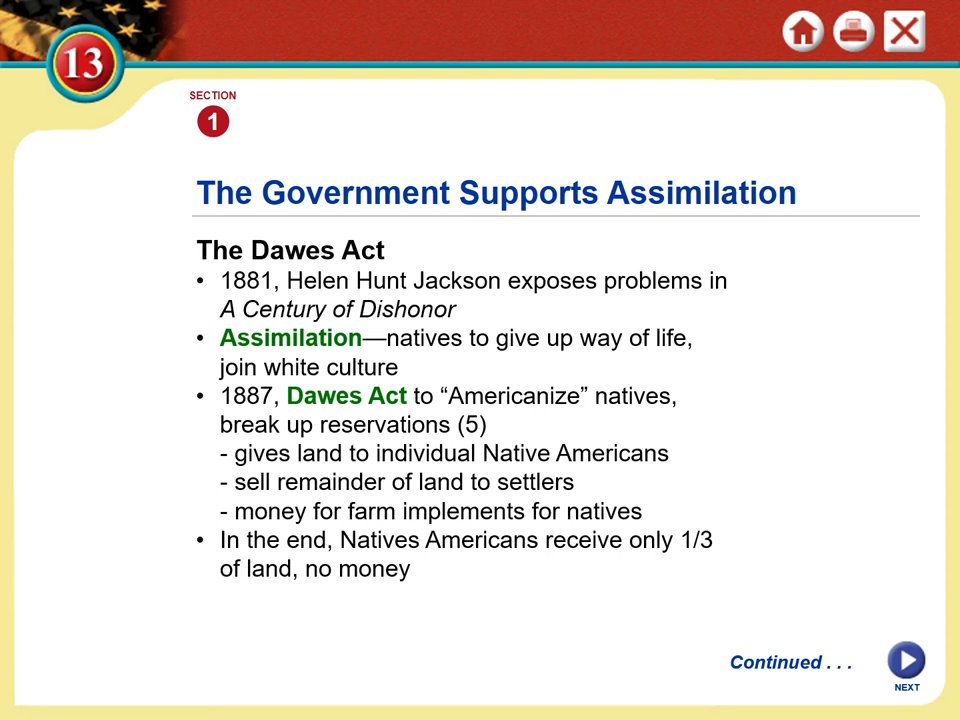 13
SECTION
1
The Government Supports Assimilation
The Dawes Act
• 1881, Helen Hunt Jackson exposes problems in
A Century of Dishonor
• Assimilation—natives to give up way of life,
join white culture
• 1887, Dawes Act to “Americanize” natives,
break up reservations (5)
- gives land to individual Native Americans
- sell remainder of land to settlers
- money for farm implements for natives
• In the end, Natives Americans receive only 1/3
of land, no money
Continued . . .
NEXT